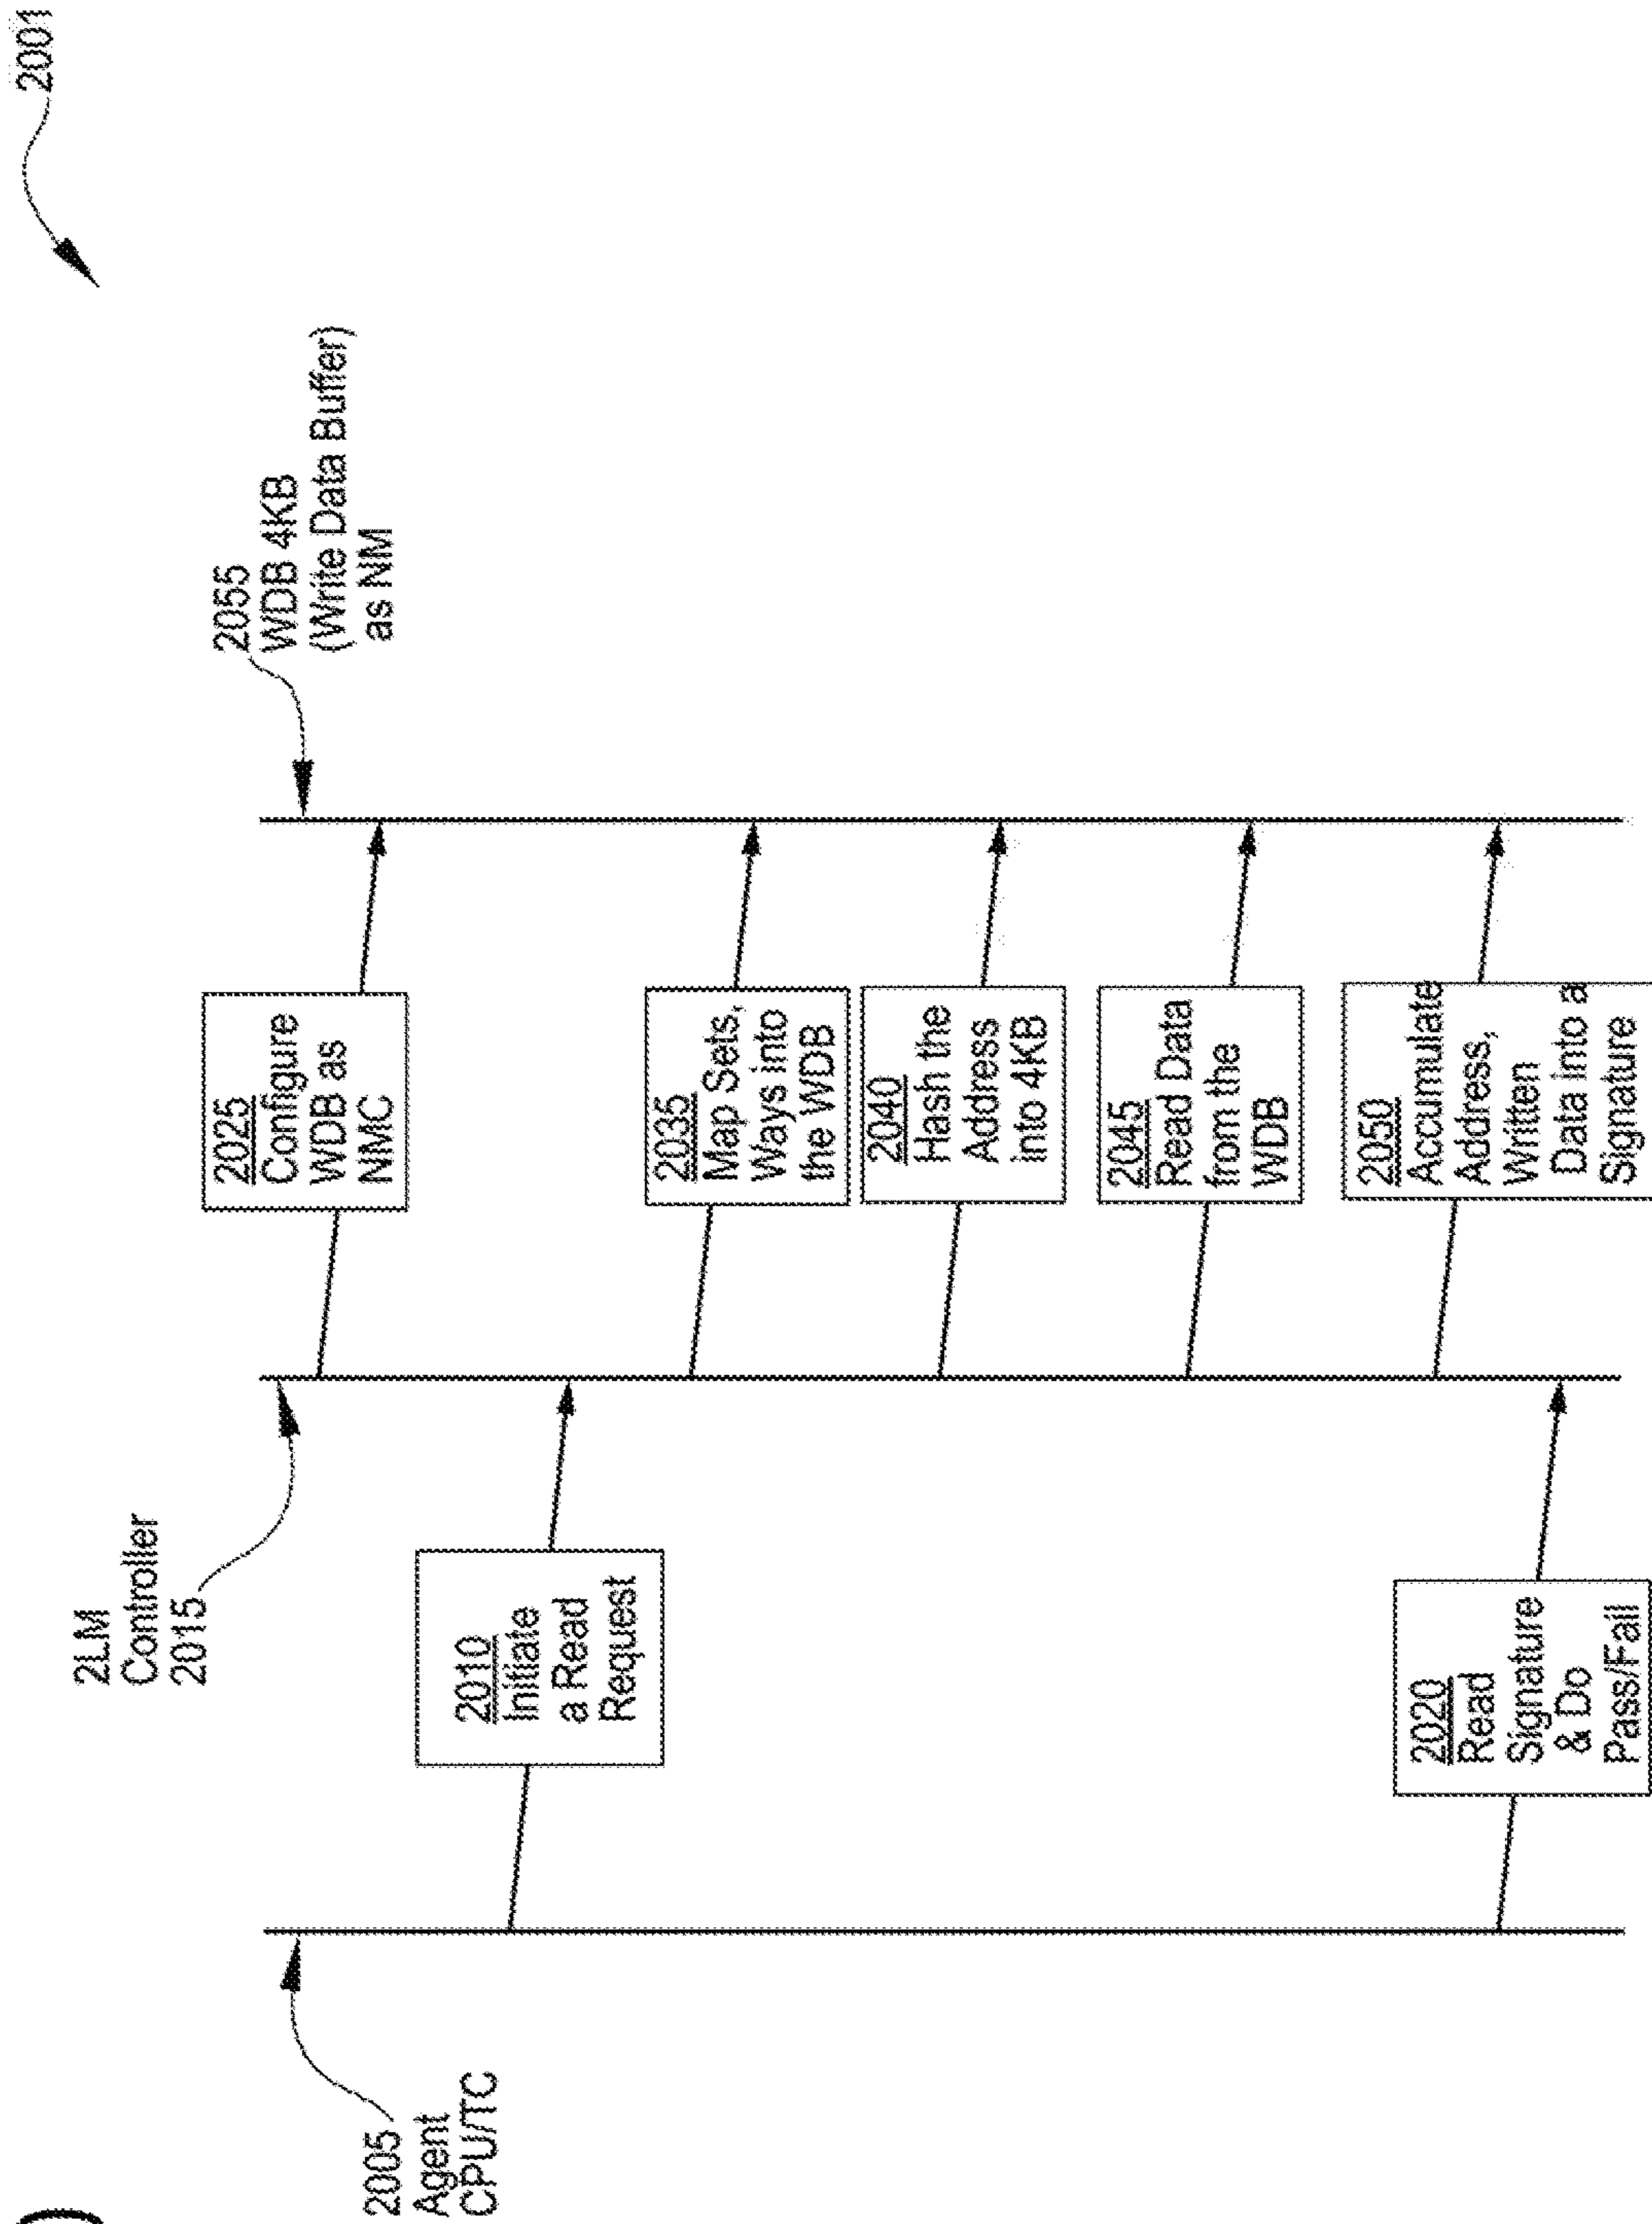 2001
2005
Agent
CPU/TC
2LM
Controller
2015
2055
WDB 4KB
(Write Data Buffer)
as NM
2025
Configure
WDB as
NMC
2010
Initiate
a Read
Request
2035
Map Sets,
Ways into
the WDB
2040
Hash the
Address
into 4KB
2045
Read Data
from the
WDB
2050
Accumulate
Address,
Written
Data into a
Signature
2020
Read
Signature
& Do
Pass/Fail